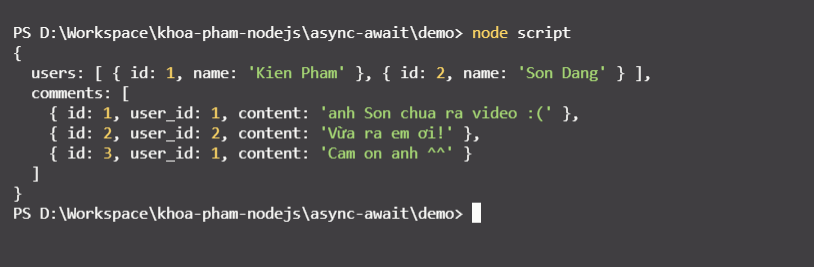 PS D:\Workspace\khoa-pham-nodejs\async-await\demo> node script
{
  users: [ { id: 1, name: 'Kien Pham' }, { id: 2, name: 'Son Dang' } ],
  comments: [
    { id: 1, user_id: 1, content: 'anh Son chua ra video :(' },
    { id: 2, user_id: 2, content: 'Vừa ra em ơi!' },
    { id: 3, user_id: 1, content: 'Cam on anh ^^' }
  ]
}
PS D:\Workspace\khoa-pham-nodejs\async-await\demo>